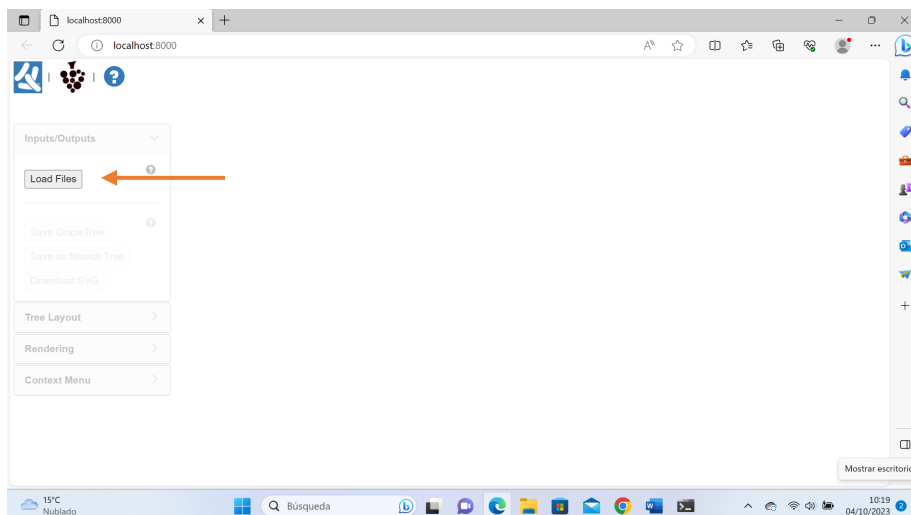 localhost:8000
localhost:8000
Inputs/Outputs
Load Files
Save GrapeTree
Save as Newick Tree
Download SVG
Tree Layout
Rendering
Context Menu
Mostrar escritorio
15°C
Nublado
Búsqueda
10:19
04/10/2023
2